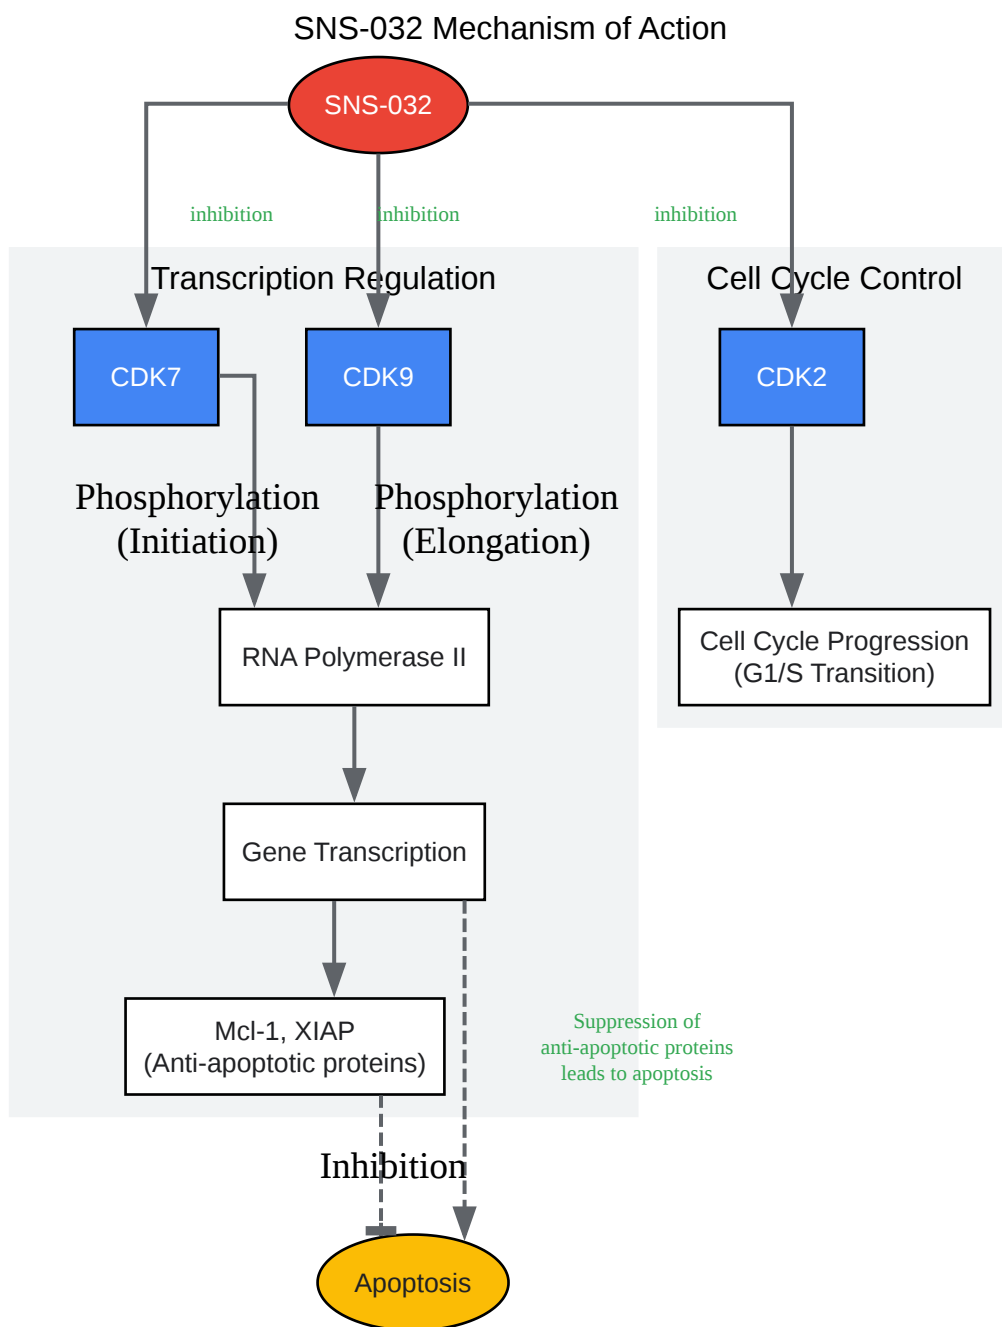 SNS-032 Mechanism of Action
SNS-032
inhibition
inhibition
inhibition
Transcription Regulation
Cell Cycle Control
CDK7
CDK9
CDK2
Phosphorylation
(Initiation)
Phosphorylation
(Elongation)
RNA Polymerase II
Cell Cycle Progression
(G1/S Transition)
Gene Transcription
Mcl-1, XIAP
(Anti-apoptotic proteins)
Suppression of
anti-apoptotic proteins
leads to apoptosis
Inhibition
Apoptosis